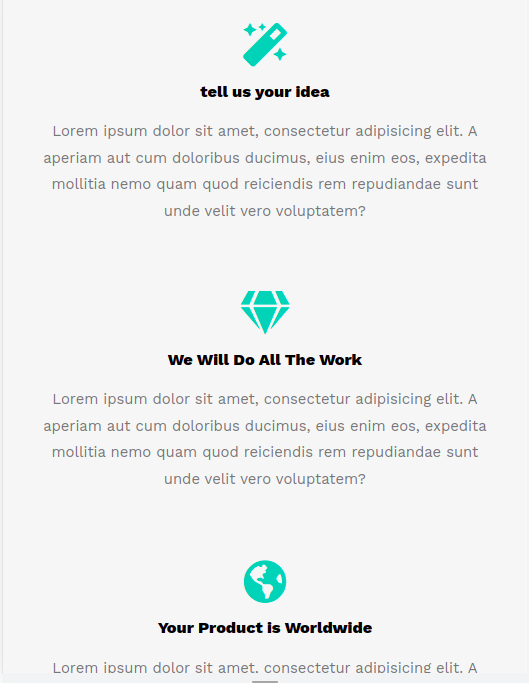 tell us your idea
Lorem ipsum dolor sit amet, consectetur adipisicing elit. A
aperiam aut cum doloribus ducimus, eius enim eos, expedita
mollitia nemo quam quod reiciendis rem repudiandae sunt
unde velit vero voluptatem?
We Will Do All The Work
Lorem ipsum dolor sit amet, consectetur adipisicing elit. A
aperiam aut cum doloribus ducimus, eius enim eos, expedita
mollitia nemo quam quod reiciendis rem repudiandae sunt
unde velit vero voluptatem?
Your Product is Worldwide
Lorem ipsum dolor sit amet, consectetur adipisicing elit. A